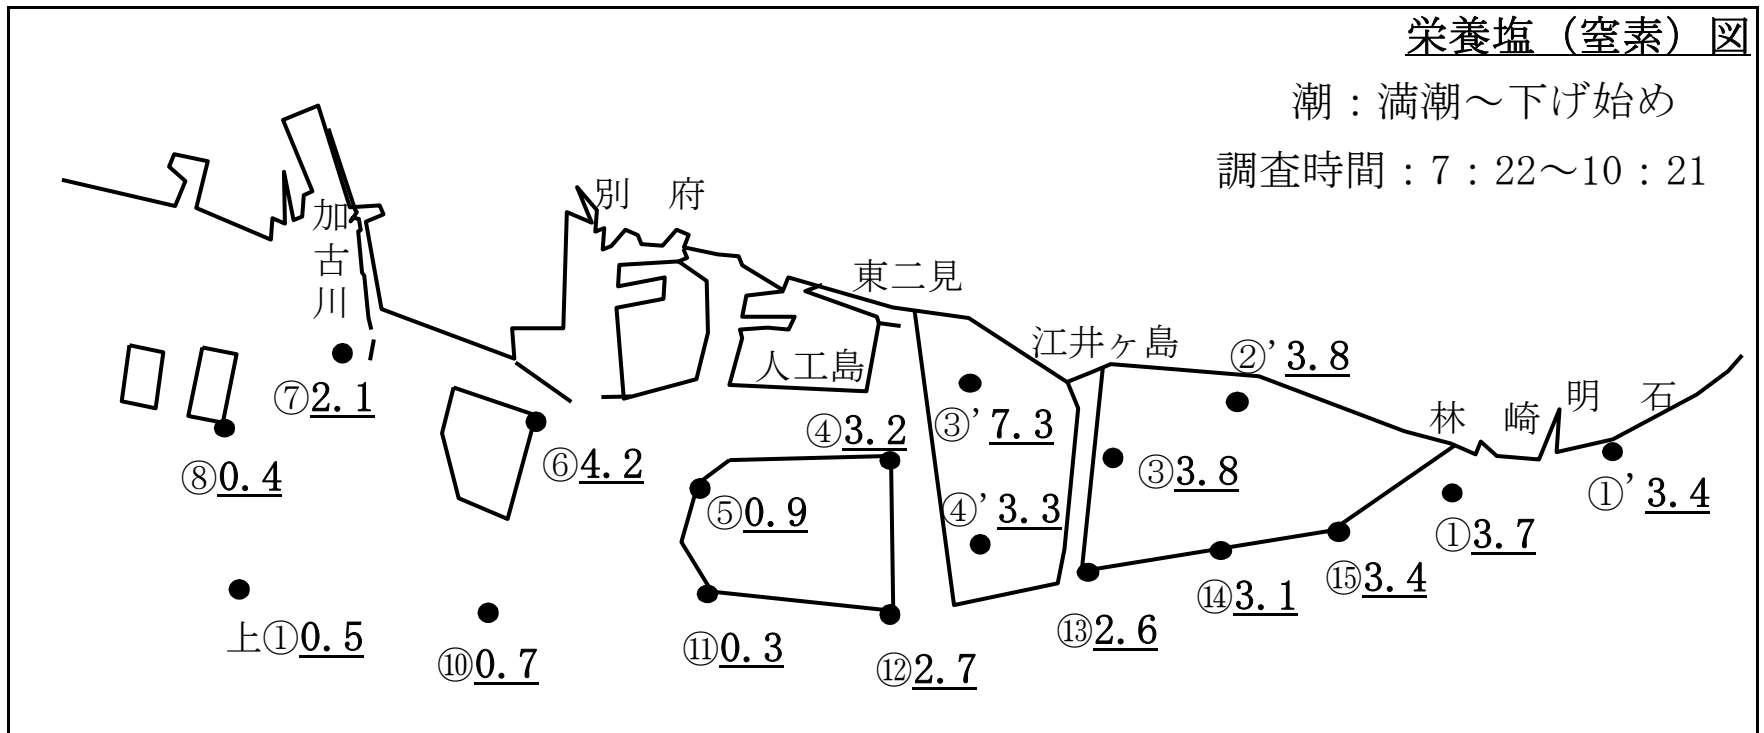 栄養塩（窒素）図
潮：満潮～下げ始め
調査時間：7：22～10：21
別　府
加古川
東二見
江井ヶ島
②’3.8
人工島
林　崎
明　石
⑦2.1
③’7.3
④3.2
⑥4.2
③3.8
⑧0.4
①’3.4
⑤0.9
④’3.3
①3.7
⑮3.4
⑭3.1
上①0.5
⑬2.6
⑪0.3
⑩0.7
⑫2.7